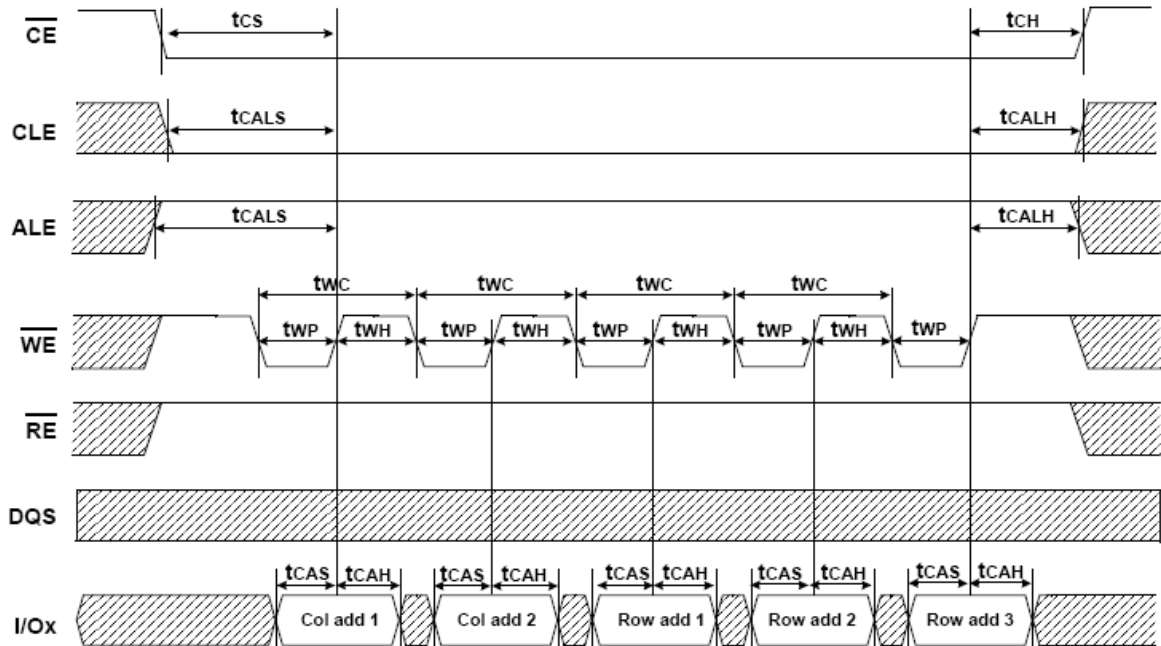 CE tCS tCH
CLE tCALS tCALH
ALE tCALS tCALH
tWC tWC tWC tWC
WE tWP tWH tWP tWH tWP tWH tWP tWH tWP
RE
DQS
tCAS tCAH tCAS tCAH tCAS tCAH tCAS tCAH tCAS tCAH
I/Ox Col add 1 Col add 2 Row add 1 Row add 2 Row add 3